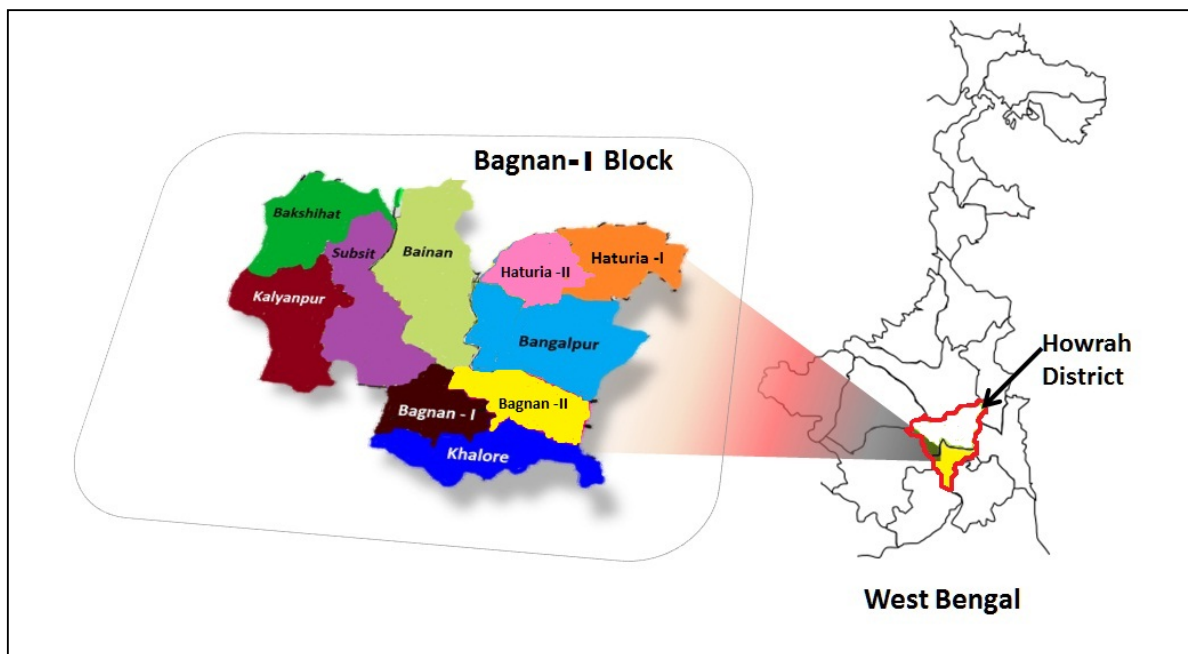 Bagnan-I Block
Bakshihat
Subsit
Bainan
Haturia -II
Haturia -I
Kalyanpur
Bangalpur
Bagnan - I
Bagnan -II
Khalore
Howrah
District
West Bengal